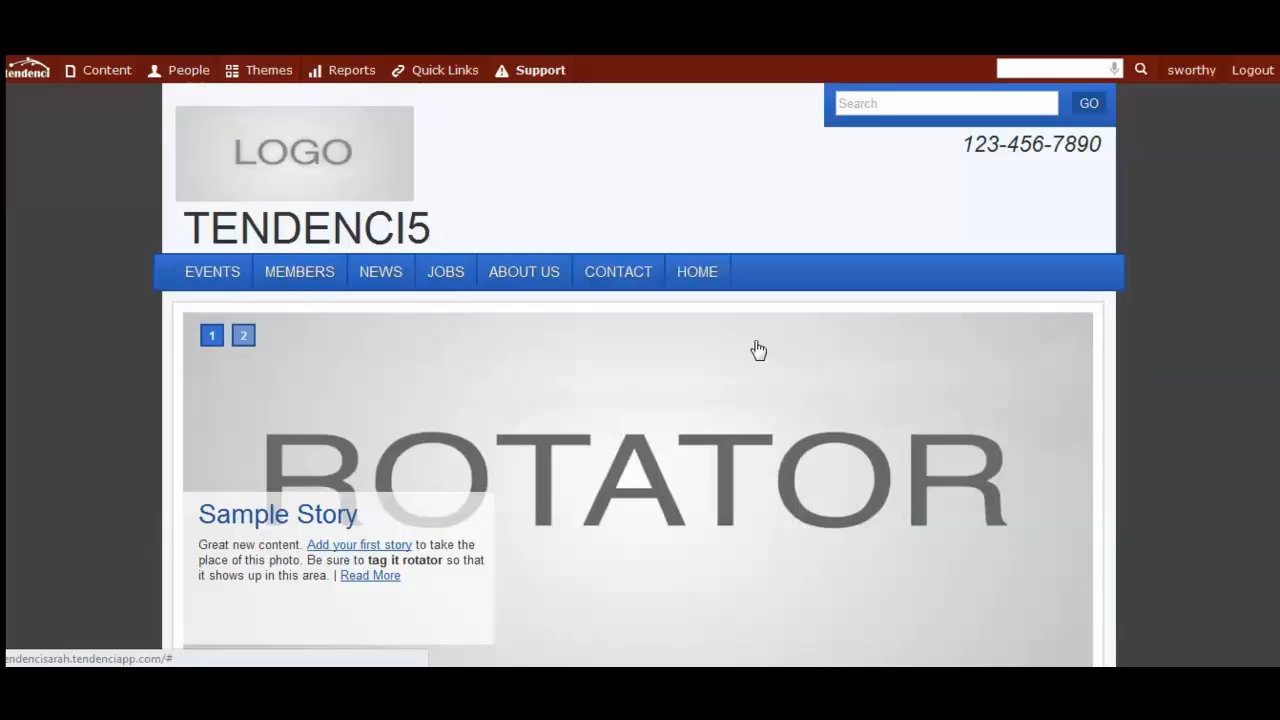 tendenci Content People Themes Reports Quick Links Support sworthy Logout
Search GO
LOGO
123-456-7890
TENDENCI5
EVENTS MEMBERS NEWS JOBS ABOUT US CONTACT HOME
1 2
ROTATOR
Sample Story
Great new content. Add your first story to take the
place of this photo. Be sure to tag it rotator so that
it shows up in this area. | Read More
endencisarah.tendenciapp.com/#